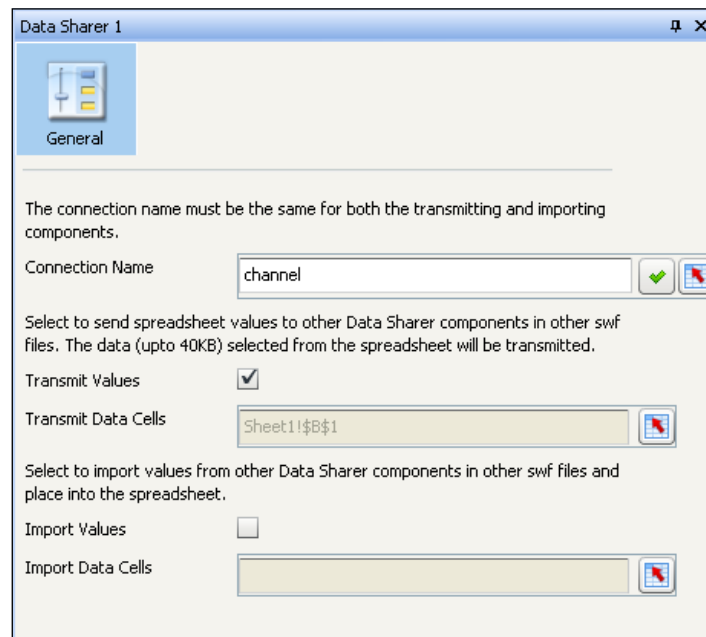 Data Sharer 1
General
The connection name must be the same for both the transmitting and importing
components.
Connection Name
channel
Select to send spreadsheet values to other Data Sharer components in other swf
files. The data (upto 40KB) selected from the spreadsheet will be transmitted.
Transmit Values
Transmit Data Cells
Sheet1!$B$1
Select to import values from other Data Sharer components in other swf files and
place into the spreadsheet.
Import Values
Import Data Cells